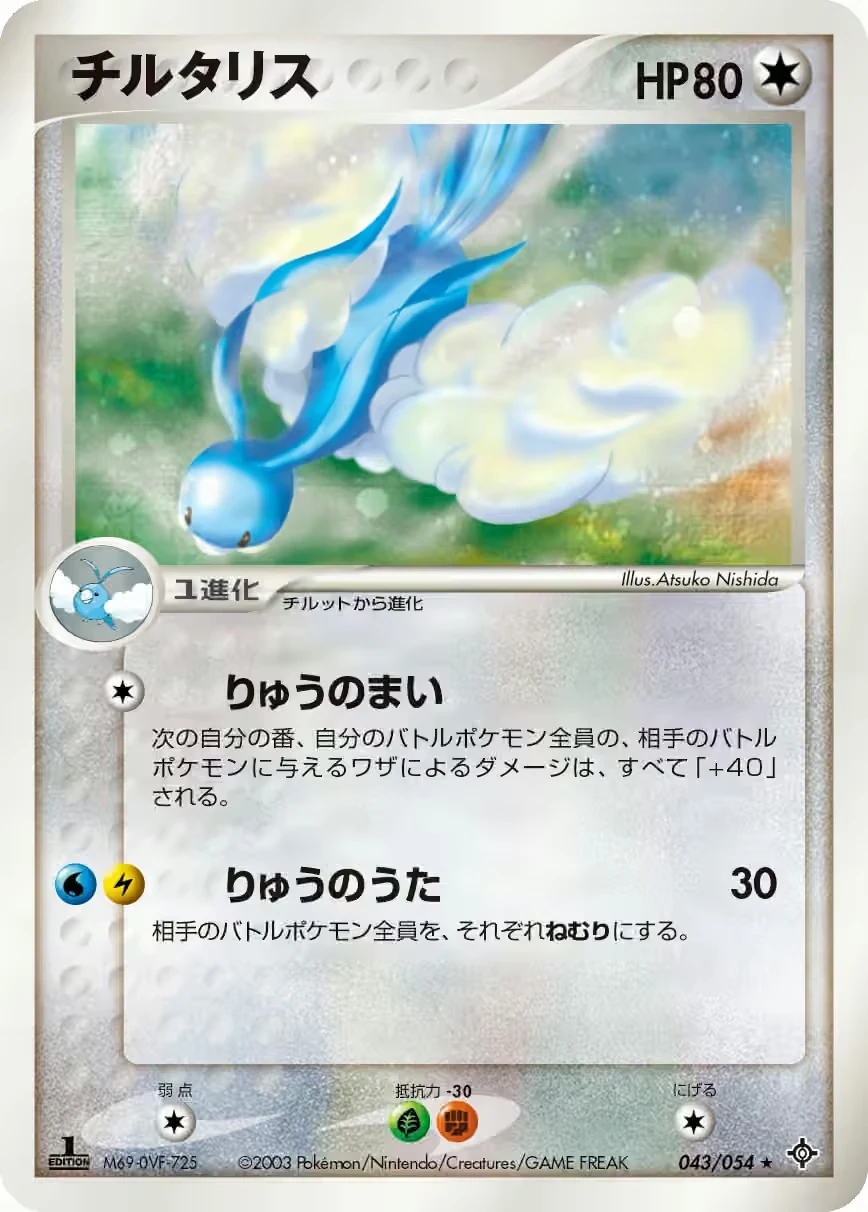 チルタリス HP80
Illus.Atsuko Nishida
1進化
チルットから進化
りゅうのまい
次の自分の番、自分のバトルポケモン全員の、相手のバトル
ポケモンに与えるワザによるダメージは、すべて「+40」
される。
りゅうのうた 30
相手のバトルポケモン全員を、それぞれねむりにする。
弱点 抵抗力 -30 にげる
1 EDITION M69-0VF-725 ©2003 Pokémon/Nintendo/Creatures/GAME FREAK 043/054 ★